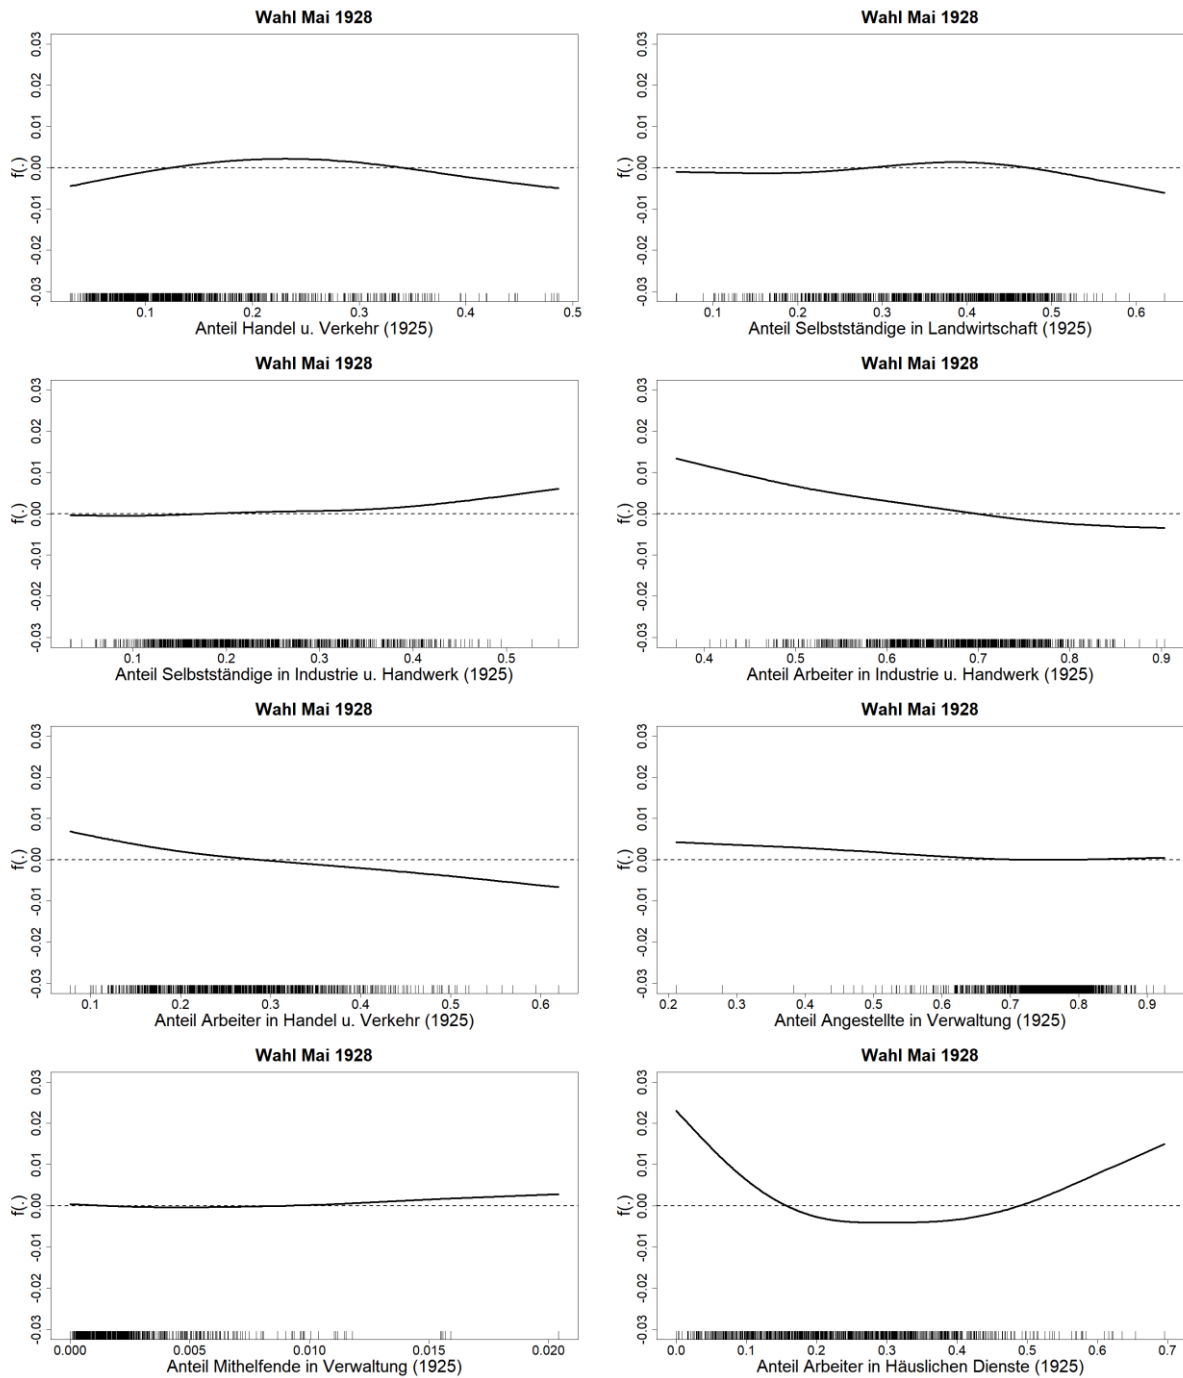 Wahl Mai 1928
0.03
0.02
0.01
0.00
-0.01
-0.02
-0.03
f(.)
0.1 0.2 0.3 0.4 0.5
Anteil Handel u. Verkehr (1925)
Wahl Mai 1928
0.03
0.02
0.01
0.00
-0.01
-0.02
-0.03
f(.)
0.1 0.2 0.3 0.4 0.5 0.6
Anteil Selbstständige in Landwirtschaft (1925)
Wahl Mai 1928
0.03
0.02
0.01
0.00
-0.01
-0.02
-0.03
f(.)
0.1 0.2 0.3 0.4 0.5
Anteil Selbstständige in Industrie u. Handwerk (1925)
Wahl Mai 1928
0.03
0.02
0.01
0.00
-0.01
-0.02
-0.03
f(.)
0.4 0.5 0.6 0.7 0.8 0.9
Anteil Arbeiter in Industrie u. Handwerk (1925)
Wahl Mai 1928
0.03
0.02
0.01
0.00
-0.01
-0.02
-0.03
f(.)
0.1 0.2 0.3 0.4 0.5 0.6
Anteil Arbeiter in Handel u. Verkehr (1925)
Wahl Mai 1928
0.03
0.02
0.01
0.00
-0.01
-0.02
-0.03
f(.)
0.2 0.3 0.4 0.5 0.6 0.7 0.8 0.9
Anteil Angestellte in Verwaltung (1925)
Wahl Mai 1928
0.03
0.02
0.01
0.00
-0.01
-0.02
-0.03
f(.)
0.000 0.005 0.010 0.015 0.020
Anteil Mithelfende in Verwaltung (1925)
Wahl Mai 1928
0.03
0.02
0.01
0.00
-0.01
-0.02
-0.03
f(.)
0.0 0.1 0.2 0.3 0.4 0.5 0.6 0.7
Anteil Arbeiter in Häuslichen Dienste (1925)